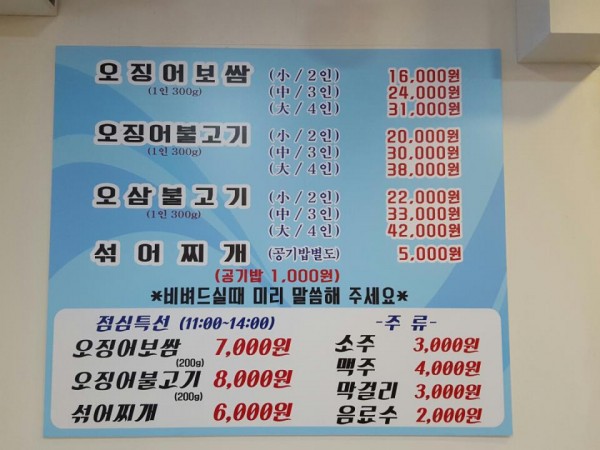 오징어보쌈 (小/2인) 16,000원
(1인 300g) (中/3인) 24,000원
(大/4인) 31,000원
오징어불고기 (小/2인) 20,000원
(1인 300g) (中/3인) 30,000원
(大/4인) 38,000원
오삼불고기 (小/2인) 22,000원
(1인 300g) (中/3인) 33,000원
(大/4인) 42,000원
섞어찌개 (공기밥별도) 5,000원
(공기밥 1,000원)
*비벼드실때 미리 말씀해 주세요*
점심특선 (11:00~14:00)
오징어보쌈 7,000원
(200g)
오징어불고기 8,000원
(200g)
섞어찌개 6,000원
-주 류-
소주 3,000원
맥주 4,000원
막걸리 3,000원
음료수 2,000원